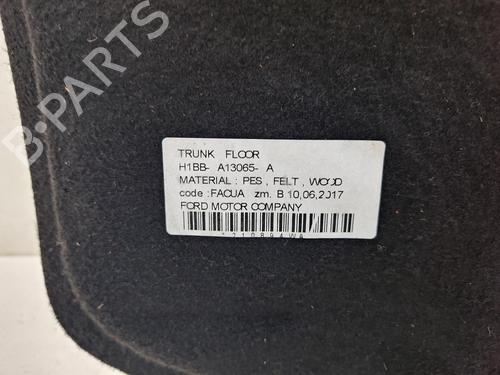 B-PARTS
TRUNK FLOOR
H1BB- A13065- A
MATERIAL : PES , FELT , WOOD
code : FACUA zm. B 10,06,2017
FORD MOTOR COMPANY